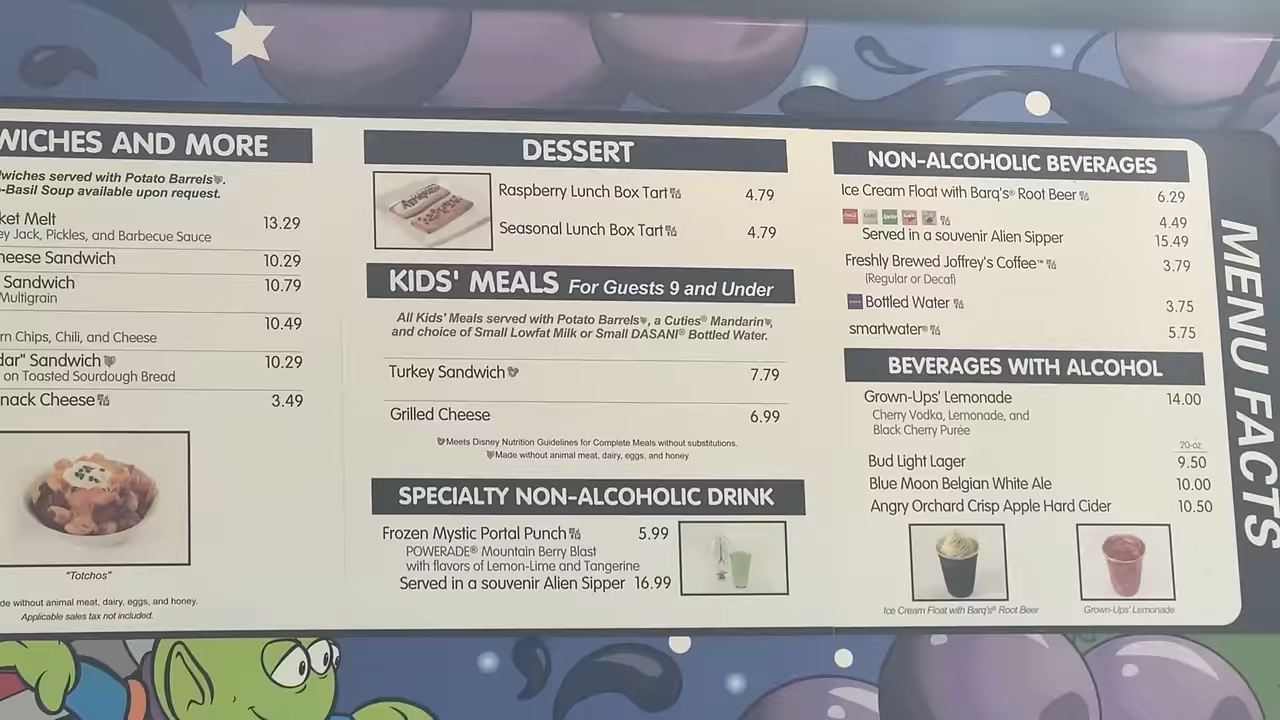 WICHES AND MORE
dwiches served with Potato Barrels.
-Basil Soup available upon request.
ket Melt 13.29
ey Jack, Pickles, and Barbecue Sauce
heese Sandwich 10.29
Sandwich 10.79
Multigrain
10.49
rn Chips, Chili, and Cheese
dar" Sandwich 10.29
on Toasted Sourdough Bread
nack Cheese 3.49
"Totchos"
de without animal meat, dairy, eggs, and honey.
Applicable sales tax not included.
DESSERT
Raspberry Lunch Box Tart 4.79
Seasonal Lunch Box Tart 4.79
KIDS' MEALS For Guests 9 and Under
All Kids' Meals served with Potato Barrels, a Cuties® Mandarin,
and choice of Small Lowfat Milk or Small DASANI® Bottled Water.
Turkey Sandwich 7.79
Grilled Cheese 6.99
Meets Disney Nutrition Guidelines for Complete Meals without substitutions.
Made without animal meat, dairy, eggs, and honey.
SPECIALTY NON-ALCOHOLIC DRINK
Frozen Mystic Portal Punch 5.99
POWERADE® Mountain Berry Blast
with flavors of Lemon-Lime and Tangerine
Served in a souvenir Alien Sipper 16.99
NON-ALCOHOLIC BEVERAGES
Ice Cream Float with Barq's® Root Beer 6.29
4.49
Served in a souvenir Alien Sipper 15.49
Freshly Brewed Joffrey's Coffee™ 3.79
(Regular or Decaf)
Bottled Water 3.75
smartwater® 5.75
BEVERAGES WITH ALCOHOL
Grown-Ups' Lemonade 14.00
Cherry Vodka, Lemonade, and
Black Cherry Purée
20-oz
Bud Light Lager 9.50
Blue Moon Belgian White Ale 10.00
Angry Orchard Crisp Apple Hard Cider 10.50
Ice Cream Float with Barq's® Root Beer
Grown-Ups' Lemonade
MENU FACTS